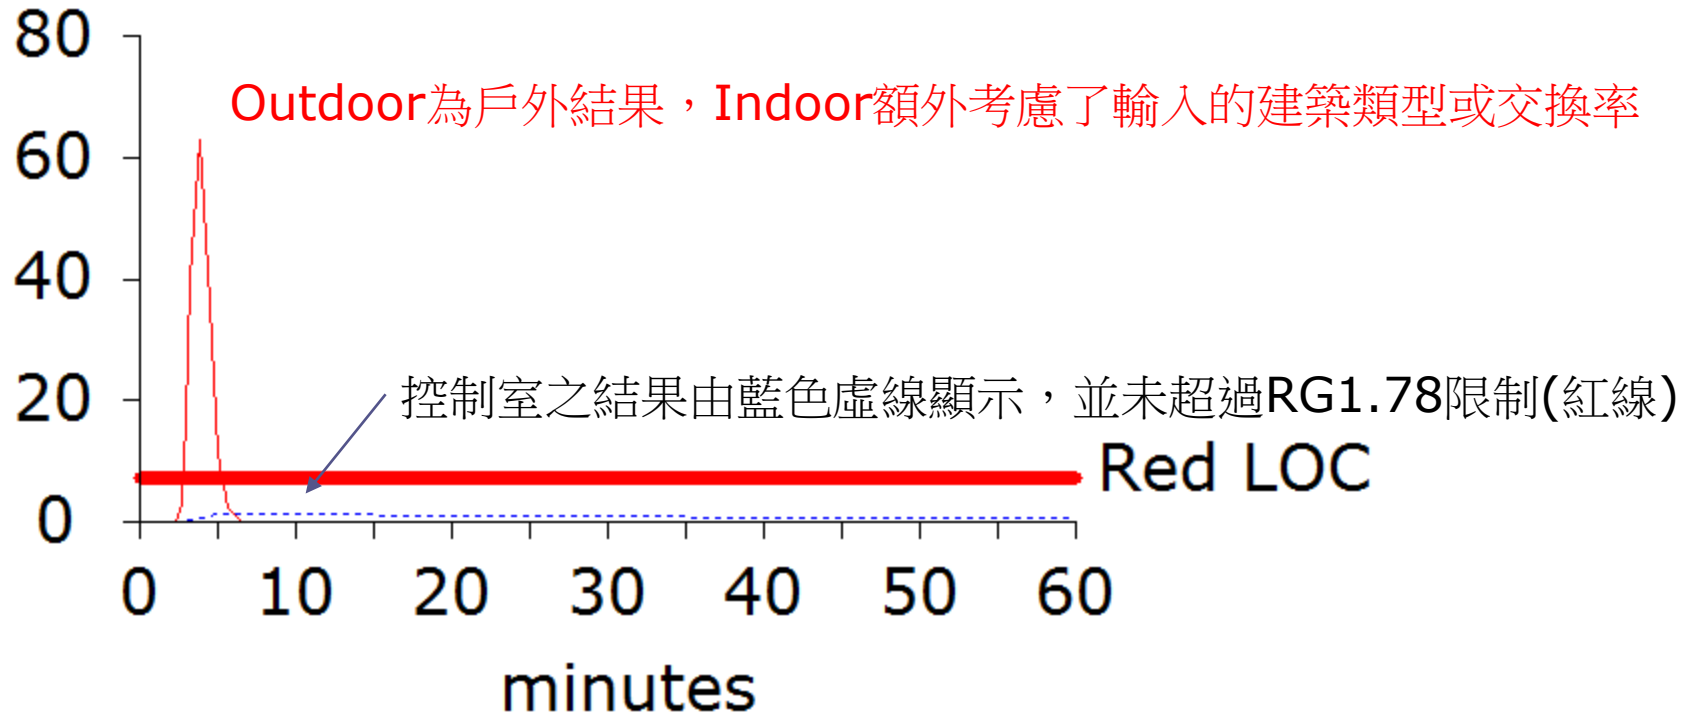 80
Outdoor為戶外結果，Indoor額外考慮了輸入的建築類型或交換率
60
40
20
控制室之結果由藍色虛線顯示，並未超過RG1.78限制(紅線)
Red LOC
0
0 10 20 30 40 50 60
minutes